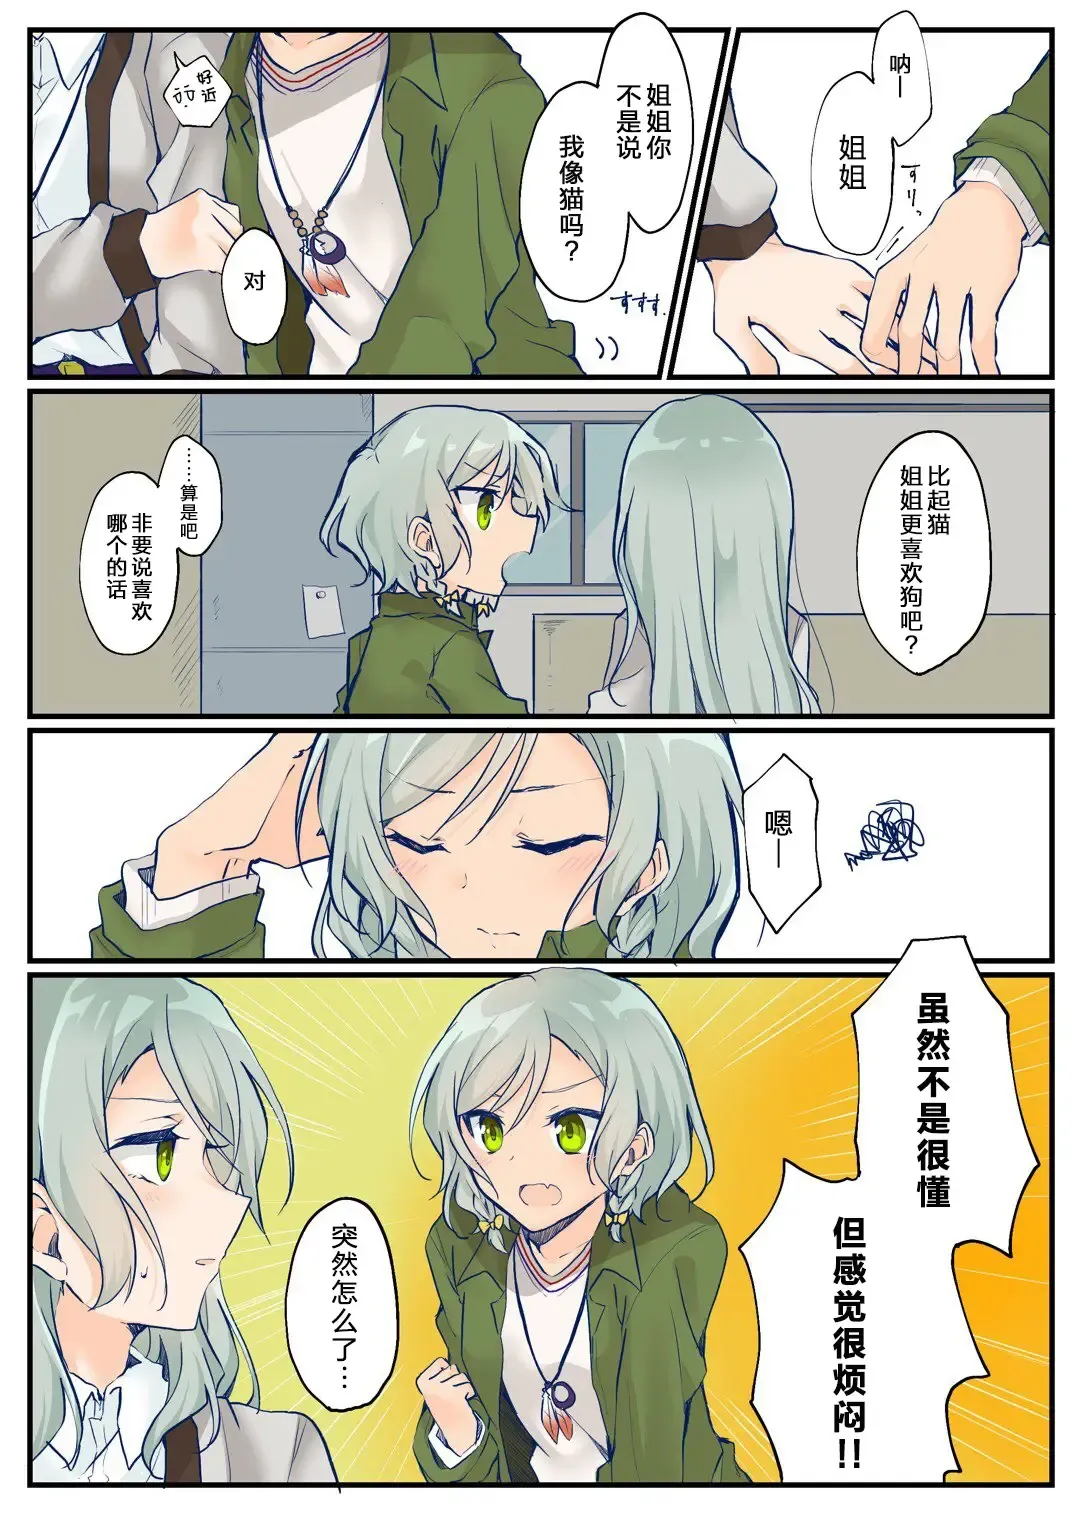 呐—
姐姐
すり。
姐姐你
不是说
我像猫吗？
すすす.
好近
对
比起猫
姐姐更喜欢狗吧？
……算是吧
非要说喜欢
哪个的话
嗯—
虽然不是很懂
但感觉很烦闷!!
突然怎么了…